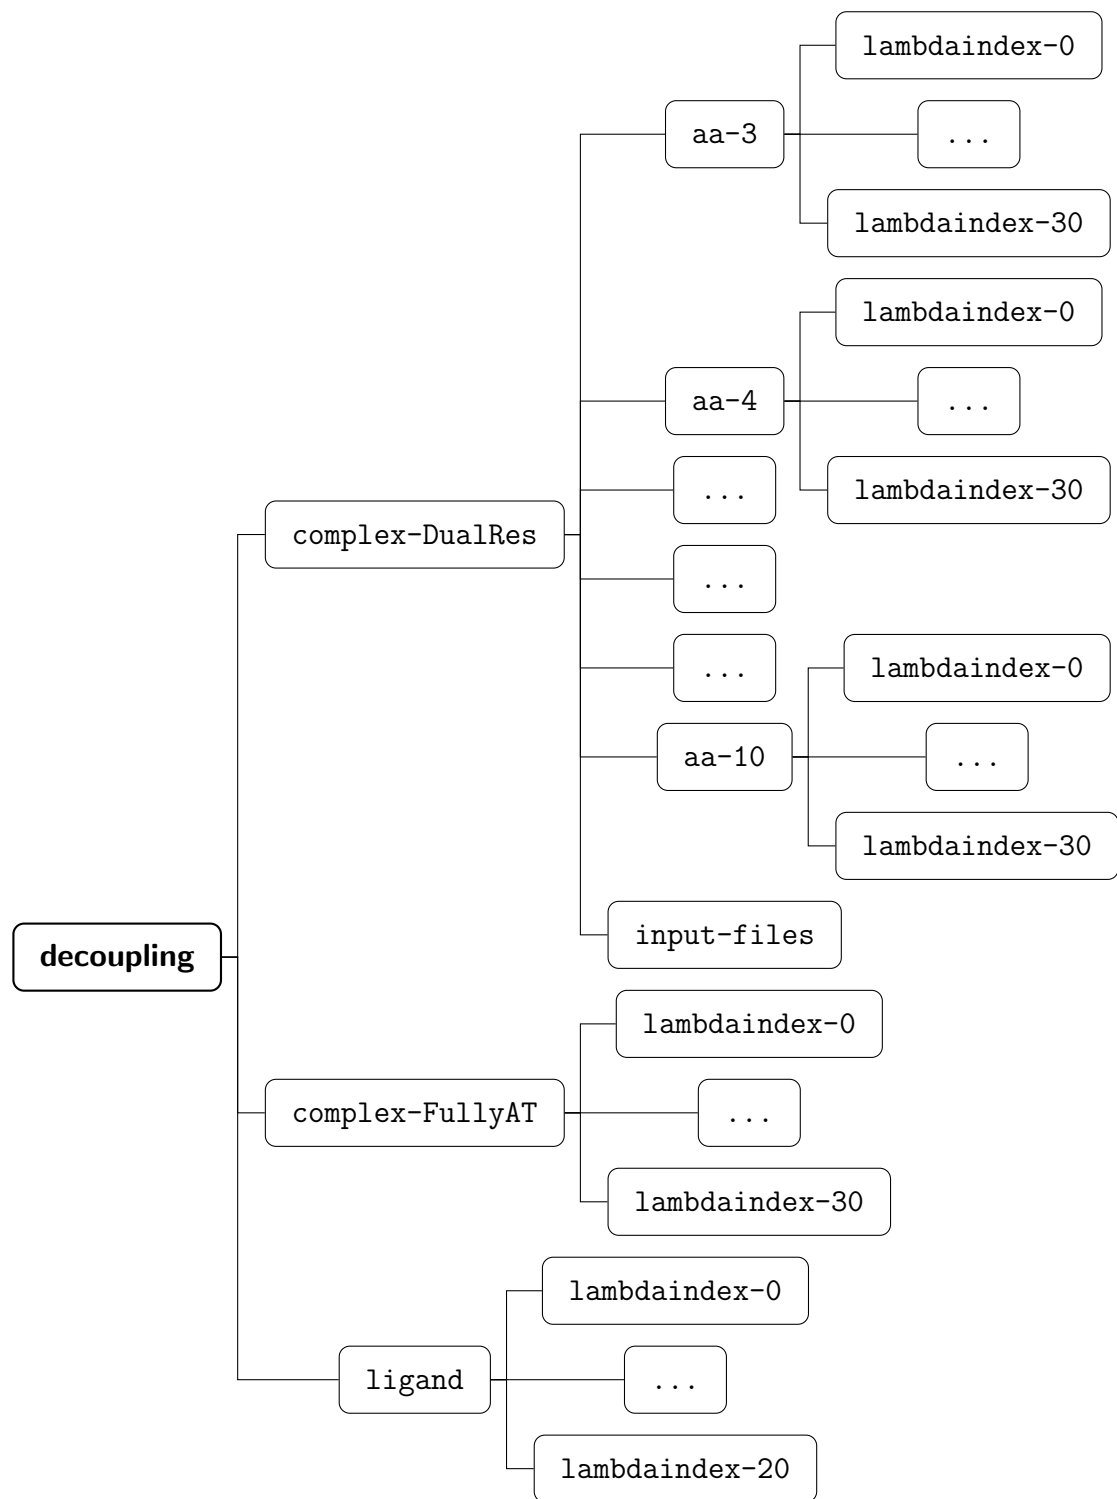 lambdaindex-0
aa-3
...
lambdaindex-30
lambdaindex-0
aa-4
...
...
lambdaindex-30
complex-DualRes
...
...
lambdaindex-0
aa-10
...
lambdaindex-30
input-files
decoupling
lambdaindex-0
complex-FullyAT
...
lambdaindex-30
lambdaindex-0
ligand
...
lambdaindex-20